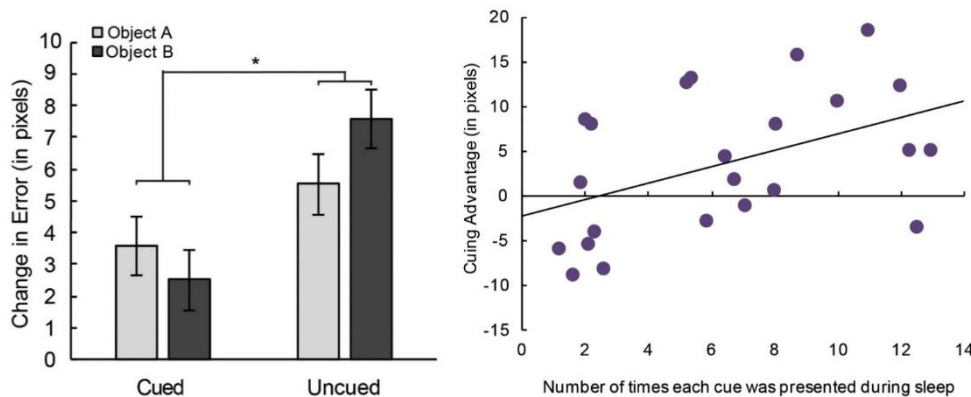 Object A
Object B
*
Change in Error (in pixels)
10
9
8
7
6
5
4
3
2
1
0
Cued Uncued
Cuing Advantage (in pixels)
20
15
10
5
0
-5
-10
-15
0 2 4 6 8 10 12 14
Number of times each cue was presented during sleep